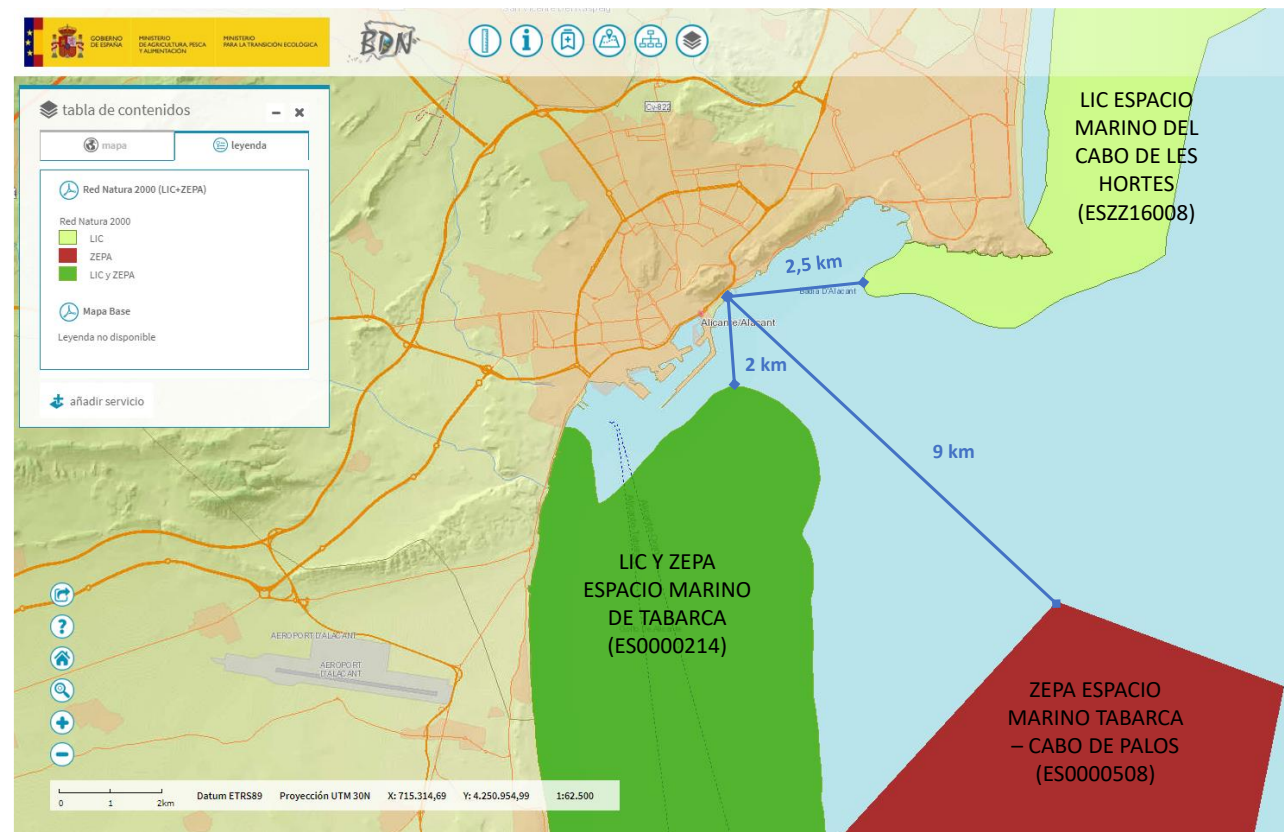 GOBIERNO
DE ESPAÑA
MINISTERIO
DE AGRICULTURA, PESCA
Y ALIMENTACIÓN
MINISTERIO
PARA LA TRANSICIÓN ECOLÓGICA
BDN
tabla de contenidos
mapa
leyenda
Red Natura 2000 (LIC+ZEPA)
Red Natura 2000
LIC
ZEPA
LIC y ZEPA
Mapa Base
Leyenda no disponible
añadir servicio
CV-822
LIC ESPACIO
MARINO DEL
CABO DE LES
HORTES
(ESZZ16008)
2,5 km
Badia D'Alacant
Alicante/Alacant
2 km
9 km
LIC Y ZEPA
ESPACIO MARINO
DE TABARCA
(ES0000214)
AEROPORT D'ALACANT
AEROPORT
D'ALACANT
ZEPA ESPACIO
MARINO TABARCA
– CABO DE PALOS
(ES0000508)
0 1 2km
Datum ETRS89 Proyección UTM 30N X: 715.314,69 Y: 4.250.954,99 1:62.500